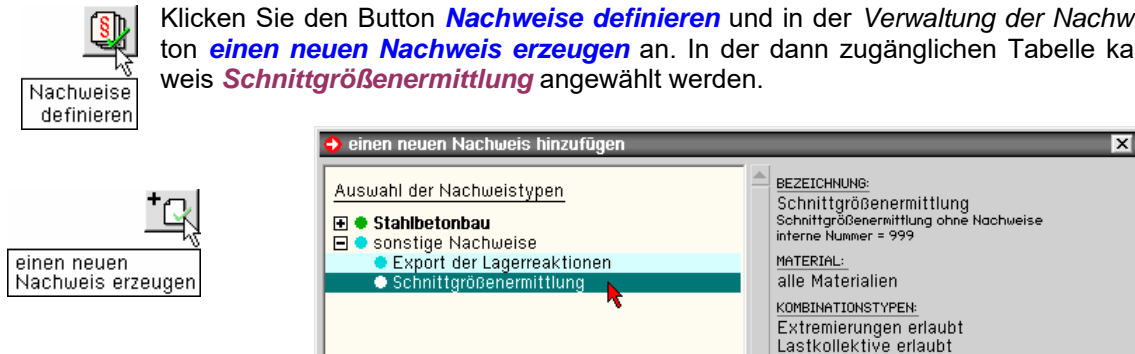 Klicken Sie den Button Nachweise definieren und in der Verwaltung der Nachw
ton einen neuen Nachweis erzeugen an. In der dann zugänglichen Tabelle ka
weis Schnittgrößenermittlung angewählt werden.
Nachweise
definieren
einen neuen Nachweis hinzufügen
Auswahl der Nachweistypen
Stahlbetonbau
sonstige Nachweise
Export der Lagerreaktionen
Schnittgrößenermittlung
BEZEICHNUNG:
Schnittgrößenermittlung
Schnittgrößenermittlung ohne Nachweise
interne Nummer = 999
MATERIAL:
alle Materialien
KOMBINATIONSTYPEN:
Extremierungen erlaubt
Lastkollektive erlaubt
einen neuen
Nachweis erzeugen